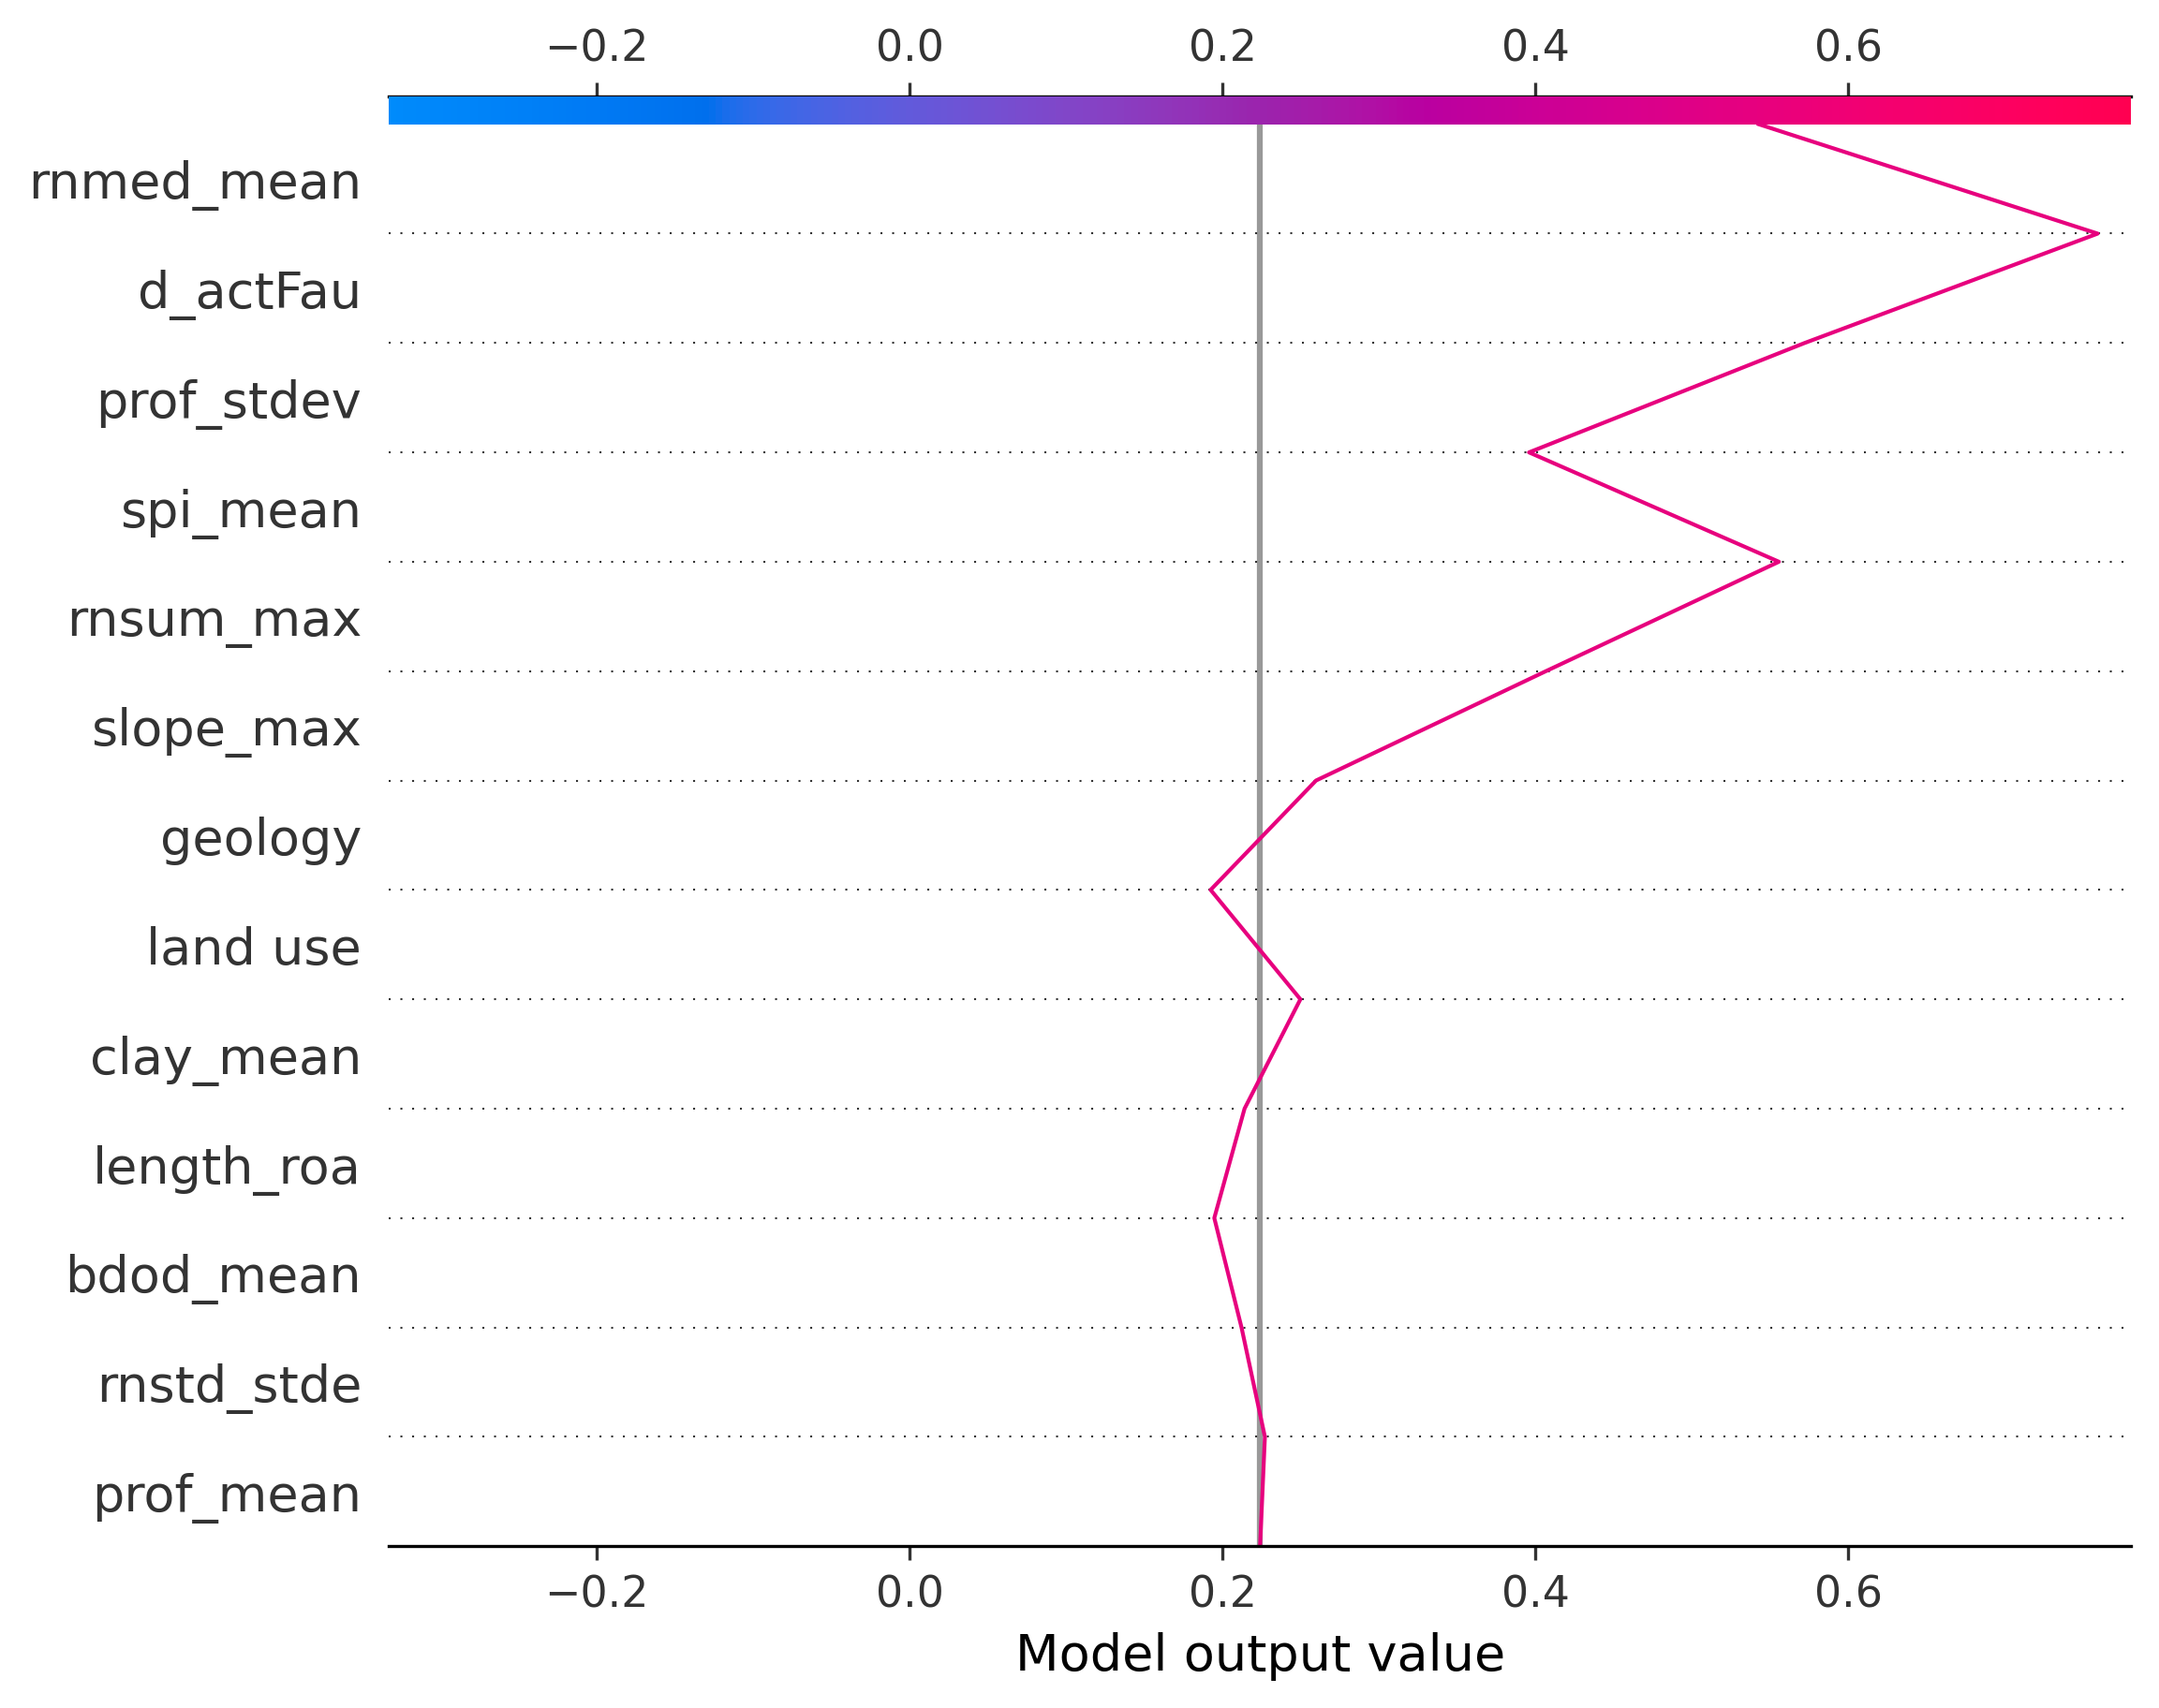 −0.2 0.0 0.2 0.4 0.6
rnmed_mean
d_actFau
prof_stdev
spi_mean
rnsum_max
slope_max
geology
land use
clay_mean
length_roa
bdod_mean
rnstd_stde
prof_mean
−0.2 0.0 0.2 0.4 0.6
Model output value